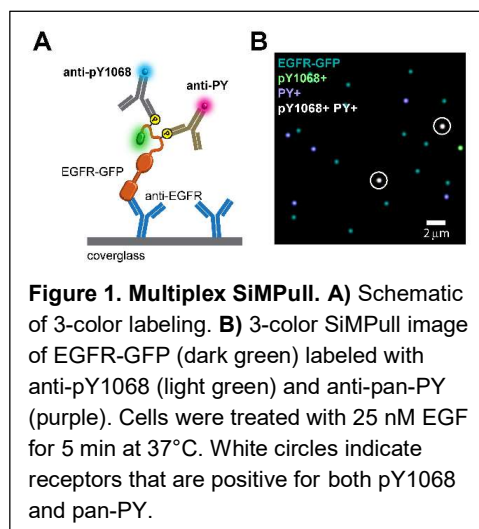 A
B
anti-pY1068
anti-PY
P
P
EGFR-GFP
anti-EGFR
coverglass
EGFR-GFP
pY1068+
PY+
pY1068+ PY+
2 µm
Figure 1. Multiplex SiMPull. A) Schematic
of 3-color labeling. B) 3-color SiMPull image
of EGFR-GFP (dark green) labeled with
anti-pY1068 (light green) and anti-pan-PY
(purple). Cells were treated with 25 nM EGF
for 5 min at 37°C. White circles indicate
receptors that are positive for both pY1068
and pan-PY.